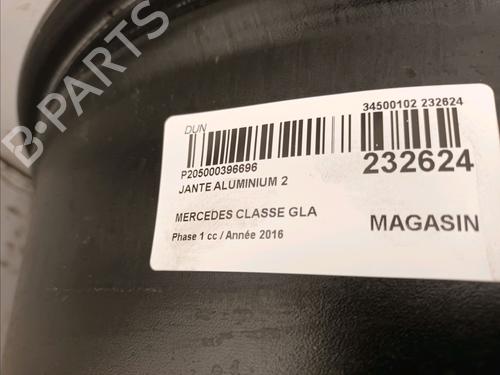 DUN
34500102 232624
P205000396696
232624
JANTE ALUMINIUM 2
MERCEDES CLASSE GLA
MAGASIN
Phase 1 cc / Année 2016
B-PARTS